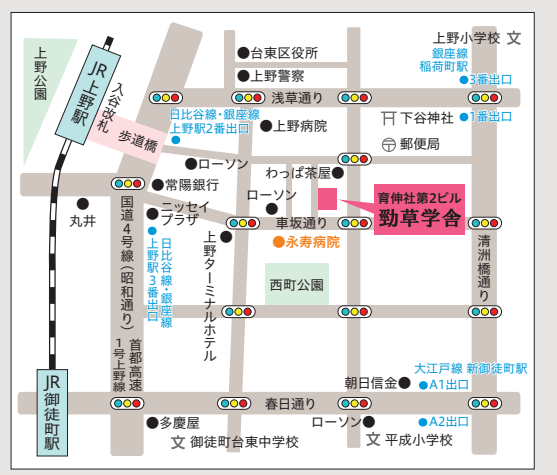 上野小学校 文
銀座線
稲荷町駅
●3番出口
上野公園
JR上野駅
入谷改札
歩道橋
●台東区役所
●上野警察
浅草通り
日比谷線・銀座線
上野駅2番出口
●上野病院
下谷神社
●1番出口
〒郵便局
●ローソン
わっぱ茶屋●
●常陽銀行
ローソン
●
育伸社第2ビル
勁草学舎
丸井
●ニッセイ
プラザ
車坂通り
●永寿病院
国道4号線(昭和通り)
日比谷線・銀座線
上野駅3番出口
上野ターミナルホテル
西町公園
清洲橋通り
首都高速
1号上野線
大江戸線 新御徒町駅
朝日信金●
●A1出口
JR御徒町駅
春日通り
●多慶屋
ローソン●
●A2出口
文 御徒町台東中学校
文 平成小学校